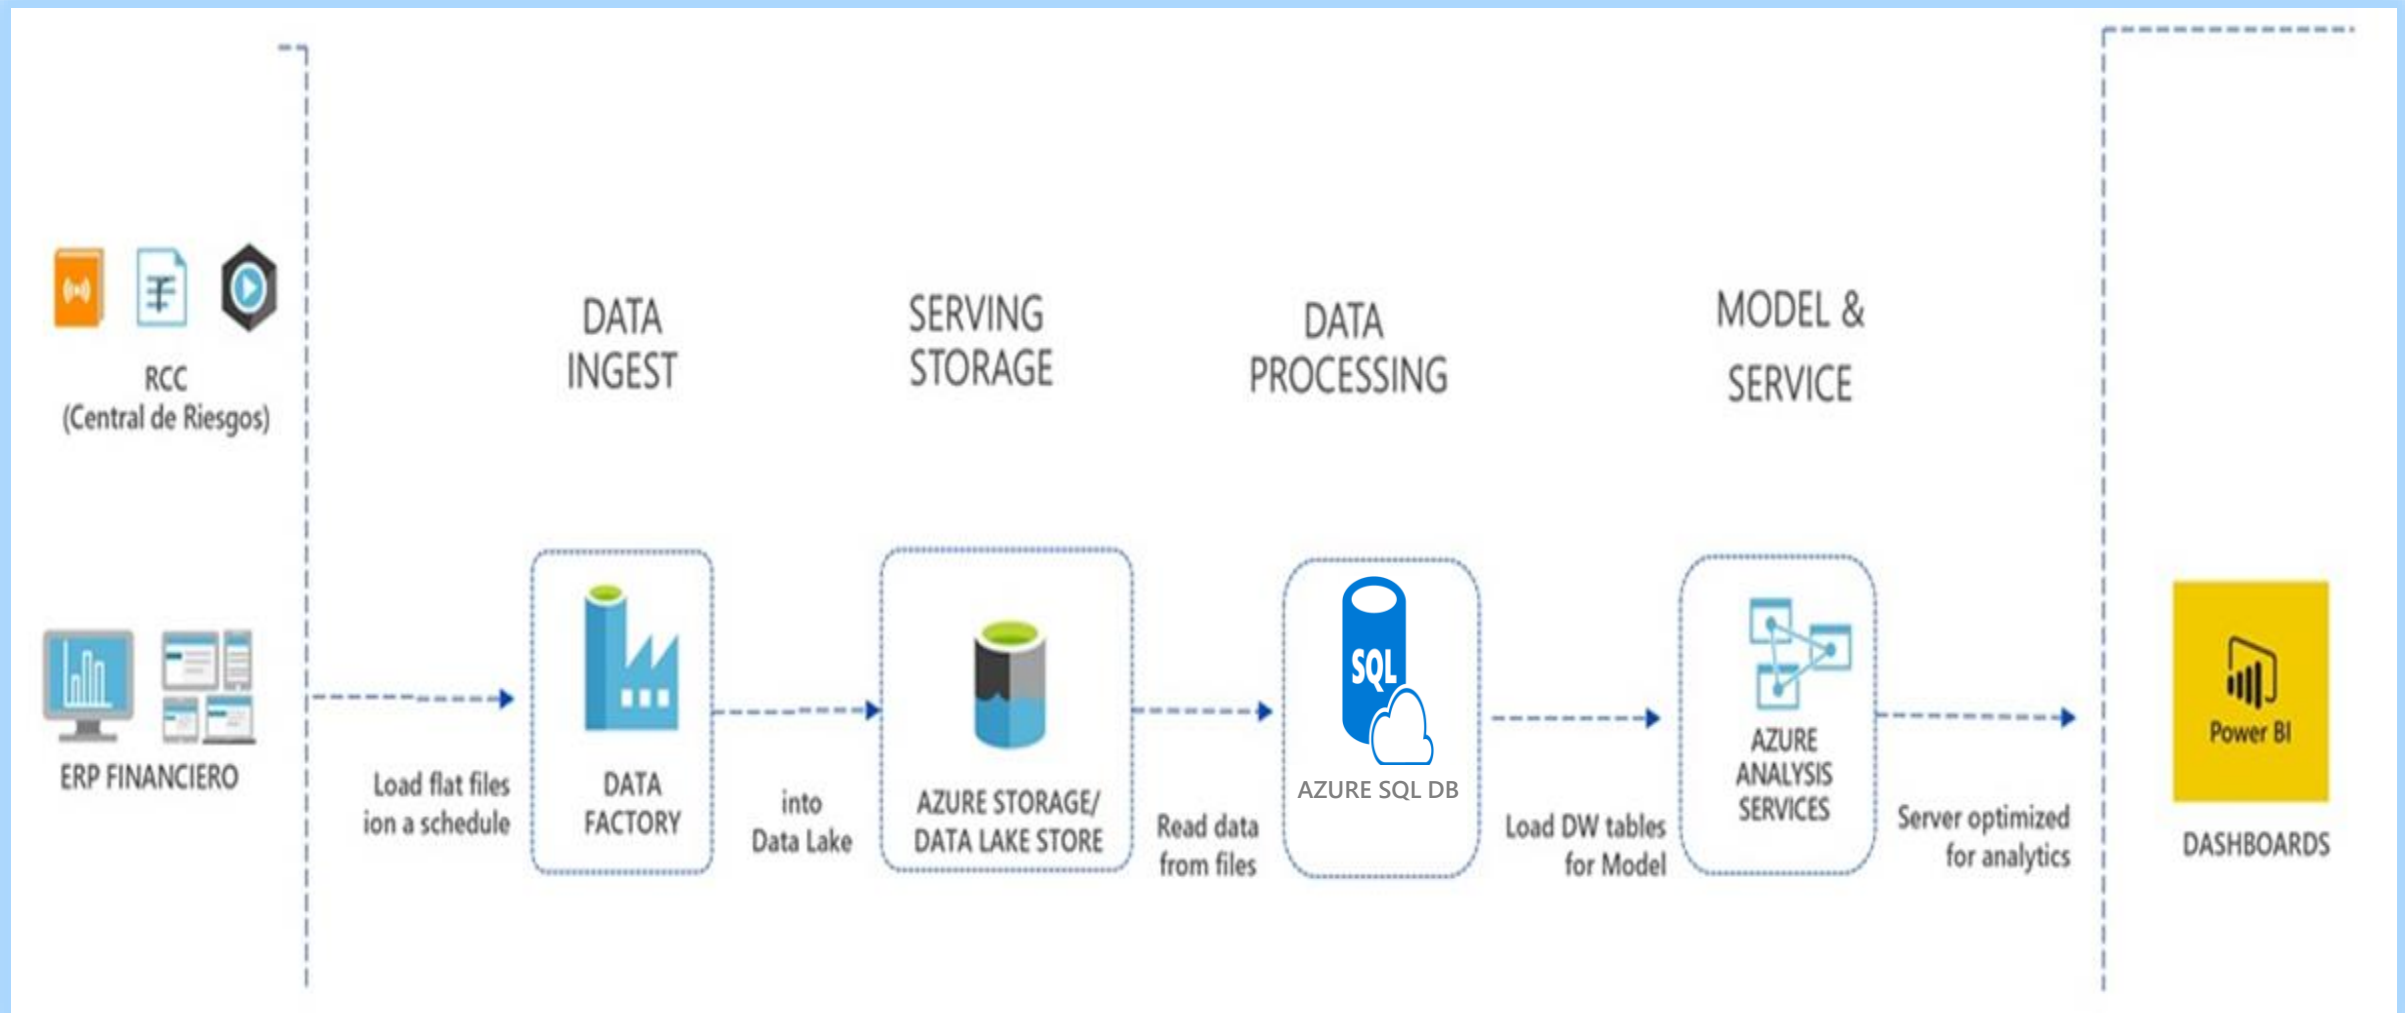 RCC
(Central de Riesgos)
ERP FINANCIERO
Load flat files
ion a schedule
DATA
INGEST
DATA
FACTORY
into
Data Lake
SERVING
STORAGE
AZURE STORAGE/
DATA LAKE STORE
Read data
from files
DATA
PROCESSING
SQL
AZURE SQL DB
Load DW tables
for Model
MODEL &
SERVICE
AZURE
ANALYSIS
SERVICES
Server optimized
for analytics
Power BI
DASHBOARDS